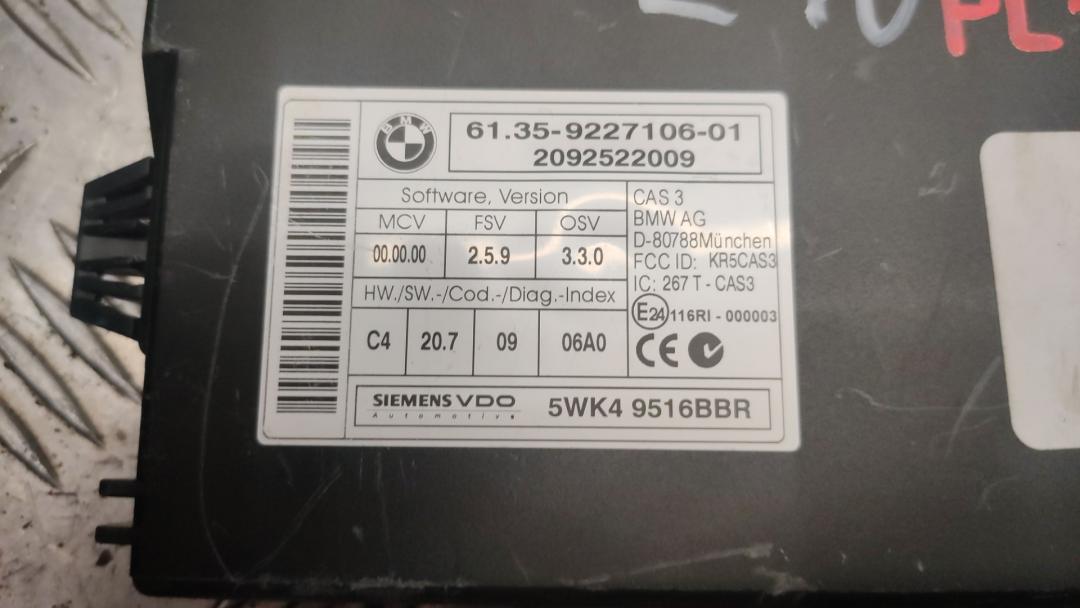 PL
BMW
61.35-9227106-01
2092522009
Software, Version
MCV FSV OSV
00.00.00 2.5.9 3.3.0
HW./SW.-/Cod.-/Diag.-Index
C4 20.7 09 06A0
CAS 3
BMW AG
D-80788München
FCC ID: KR5CAS3
IC: 267 T - CAS3
E24 116RI - 000003
CE
SIEMENS VDO
Automotive
5WK4 9516BBR